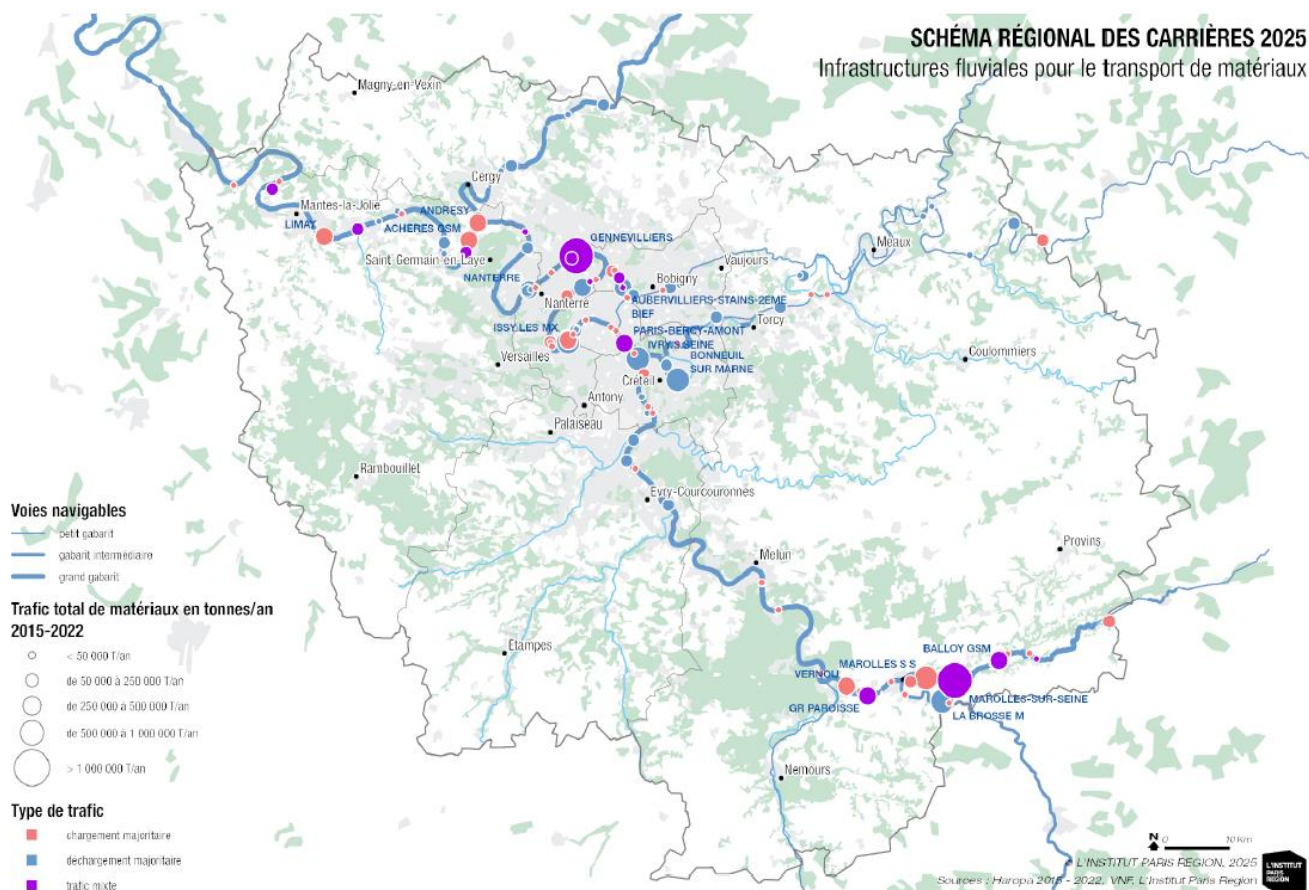 SCHÉMA RÉGIONAL DES CARRIÈRES 2025
Infrastructures fluviales pour le transport de matériaux
Magny-en-Vexin
Cergy
Mantes-la-Jolie
LIMAY
ANDRESY
ACHERES GSM
Saint-Germain-en-Laye
GENNEVILLIERS
NANTERRE
Nanterre
Bobigny
Vaujours
Meaux
AUBERVILLIERS-STAINS-2EME
BIEF
ISSY LES MX
PARIS-BERCY-AMONT
Torcy
IVRY S SEINE
BONNEUIL
SUR MARNE
Versailles
Coulommiers
Créteil
Antony
Palaiseau
Rambouillet
Evry-Courcouronnes
Melun
Provins
Etampes
BALLOY GSM
MAROLLES S S
VERNOU
GR PAROISSE
MAROLLES-SUR-SEINE
LA BROSSE M
Nemours
Voies navigables
petit gabarit
gabarit intermédiaire
grand gabarit
Trafic total de matériaux en tonnes/an
2015-2022
< 50 000 T/an
de 50 000 à 250 000 T/an
de 250 000 à 500 000 T/an
de 500 000 à 1 000 000 T/an
> 1 000 000 T/an
Type de trafic
chargement majoritaire
déchargement majoritaire
trafic mixte
N 0 10 Km
© L'INSTITUT PARIS REGION, 2025
Sources : Haropa 2015 - 2022, VNF, L'Institut Paris Region
L'INSTITUT
PARIS
REGION